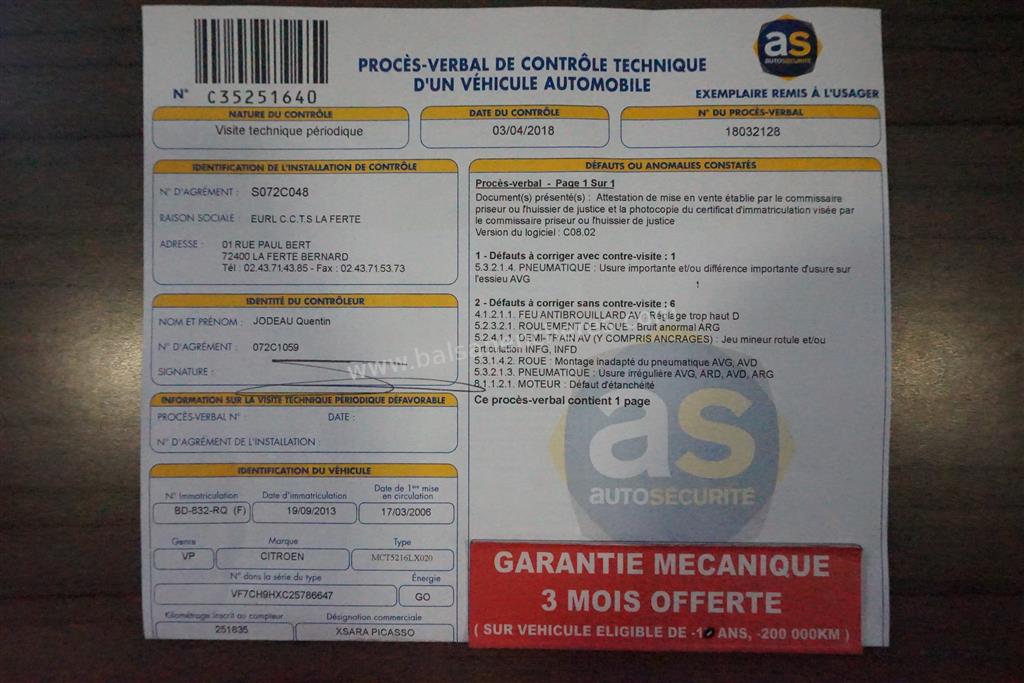 N° C35251640
PROCÈS-VERBAL DE CONTRÔLE TECHNIQUE
D'UN VÉHICULE AUTOMOBILE
as
AUTOSECURITÉ
EXEMPLAIRE REMIS À L'USAGER
NATURE DU CONTRÔLE
Visite technique périodique
DATE DU CONTRÔLE
03/04/2018
N° DU PROCÈS-VERBAL
18032128
IDENTIFICATION DE L'INSTALLATION DE CONTRÔLE
N° D'AGRÉMENT : S072C048
RAISON SOCIALE : EURL C.C.T.S LA FERTE
ADRESSE : 01 RUE PAUL BERT
72400 LA FERTE BERNARD
Tél : 02.43.71.43.85 - Fax : 02.43.71.53.73
IDENTITÉ DU CONTRÔLEUR
NOM ET PRÉNOM : JODEAU Quentin
N° D'AGRÉMENT : 072C1059
SIGNATURE :
INFORMATION SUR LA VISITE TECHNIQUE PÉRIODIQUE DÉFAVORABLE
PROCÈS-VERBAL N° : DATE :
N° D'AGRÉMENT DE L'INSTALLATION :
IDENTIFICATION DU VÉHICULE
N° Immatriculation Date d'immatriculation Date de 1ère mise
en circulation
BD-832-RQ (F) 19/09/2013 17/03/2006
Genre Marque Type
VP CITROEN MCT5216LX020
N° dans la série du type Énergie
VF7CH9HXC25786647 GO
Kilométrage inscrit au compteur Désignation commerciale
251635 XSARA PICASSO
DÉFAUTS OU ANOMALIES CONSTATÉS
Procès-verbal - Page 1 Sur 1
Document(s) présenté(s) : Attestation de mise en vente établie par le commissaire
priseur ou l'huissier de justice et la photocopie du certificat d'immatriculation visée par
le commissaire priseur ou l'huissier de justice
Version du logiciel : C08.02
1 - Défauts à corriger avec contre-visite : 1
5.3.2.1.4. PNEUMATIQUE : Usure importante et/ou différence importante d'usure sur
l'essieu AVG
1
2 - Défauts à corriger sans contre-visite : 6
4.1.2.1.1. FEU ANTIBROUILLARD AV : Réglage trop haut D
5.2.3.2.1. ROULEMENT DE ROUE : Bruit anormal ARG
5.2.4.1.1. DEMI-TRAIN AV (Y COMPRIS ANCRAGES) : Jeu mineur rotule et/ou
articulation INFG, INFD
5.3.1.4.2. ROUE : Montage inadapté du pneumatique AVG, AVD
5.3.2.1.3. PNEUMATIQUE : Usure irrégulière AVG, ARD, AVD, ARG
8.1.1.2.1. MOTEUR : Défaut d'étanchéité
Ce procès-verbal contient 1 page
as
AUTOSECURITÉ
GARANTIE MECANIQUE
3 MOIS OFFERTE
( SUR VEHICULE ELIGIBLE DE -10 ANS, -200 000KM )